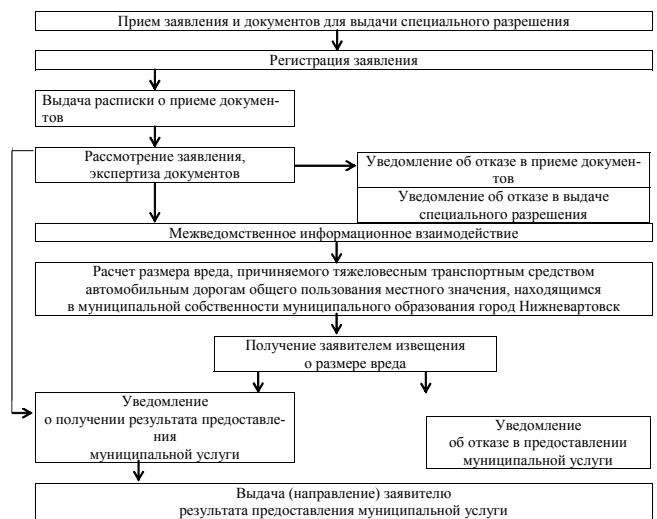 Прием заявления и документов для выдачи специального разрешения
Регистрация заявления
Выдача расписки о приеме докумен-
тов
Рассмотрение заявления,
экспертиза документов
Уведомление об отказе в приеме докумен-
тов
Уведомление об отказе в выдаче
специального разрешения
Межведомственное информационное взаимодействие
Расчет размера вреда, причиняемого тяжеловесным транспортным средством
автомобильным дорогам общего пользования местного значения, находящимся
в муниципальной собственности муниципального образования город Нижневартовск
Получение заявителем извещения
о размере вреда
Уведомление
о получении результата предоставле-
ния
муниципальной услуги
Уведомление
об отказе в предоставлении
муниципальной услуги
Выдача (направление) заявителю
результата предоставления муниципальной услуги